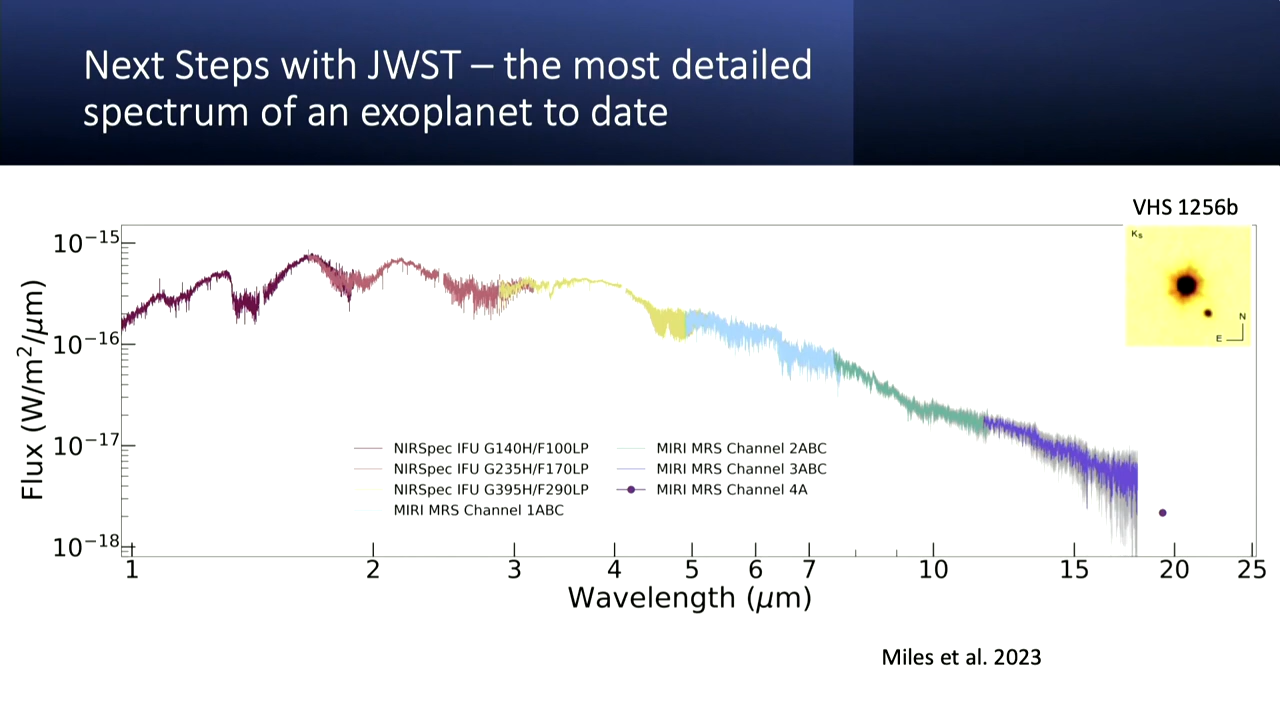 Next Steps with JWST – the most detailed
spectrum of an exoplanet to date
VHS 1256b
Ks
N
E
10⁻¹⁵
10⁻¹⁶
10⁻¹⁷
10⁻¹⁸
Flux (W/m²/μm)
NIRSpec IFU G140H/F100LP
NIRSpec IFU G235H/F170LP
NIRSpec IFU G395H/F290LP
MIRI MRS Channel 1ABC
MIRI MRS Channel 2ABC
MIRI MRS Channel 3ABC
MIRI MRS Channel 4A
1 2 3 4 5 6 7 10 15 20 25
Wavelength (μm)
Miles et al. 2023